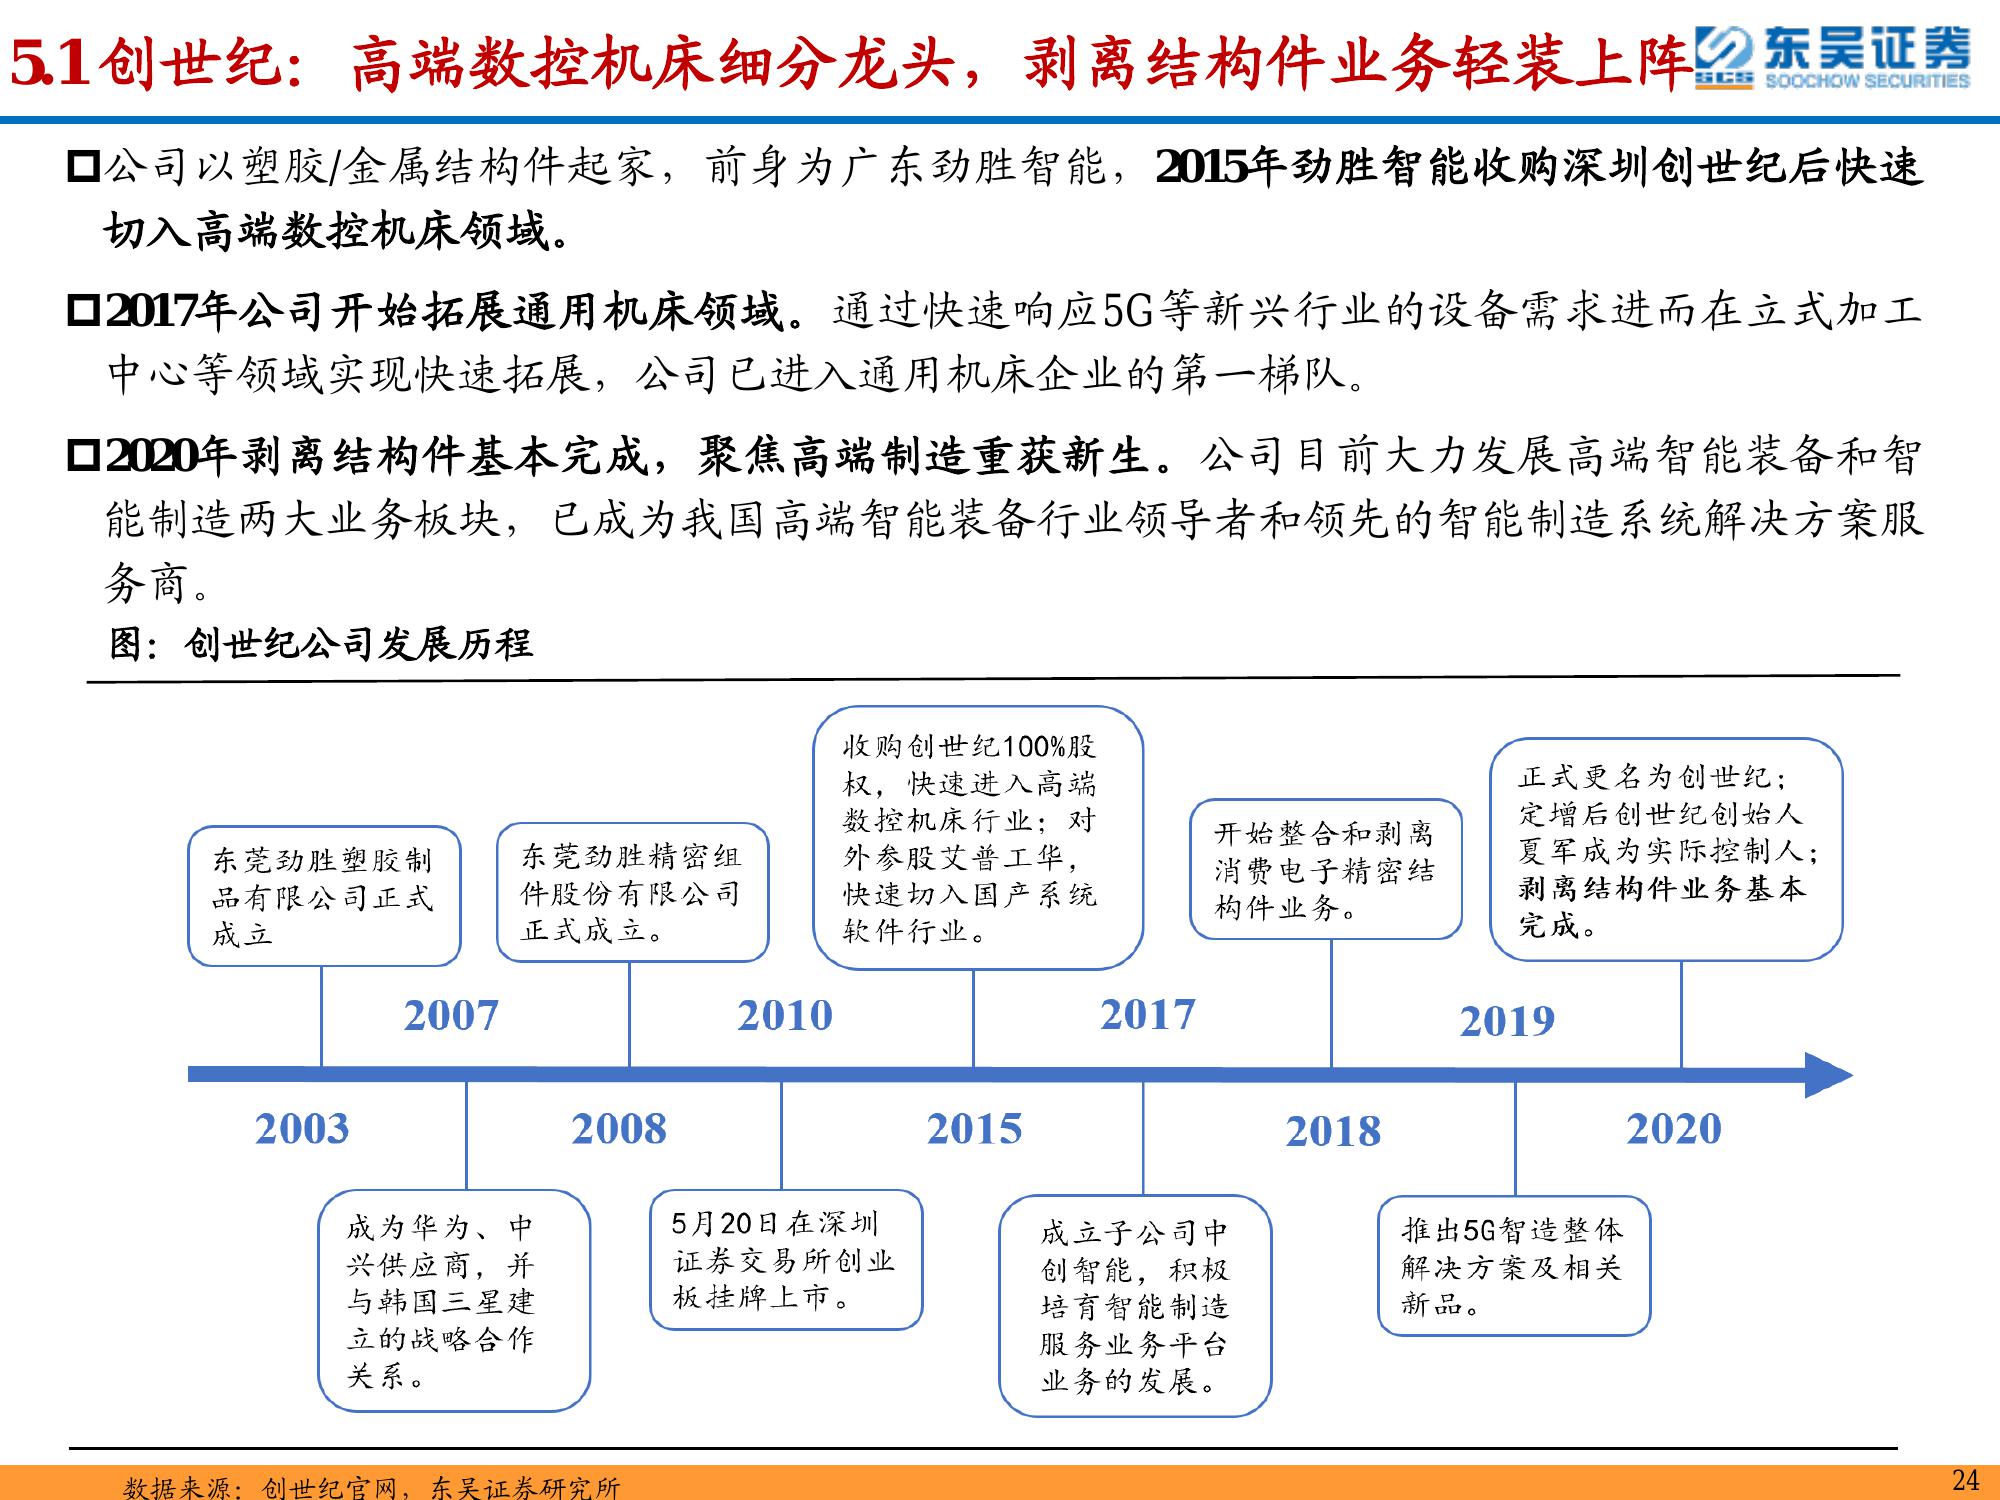 5.1创世纪：高端数控机床细分龙头，剥离结构件业务轻装上阵
东吴证券
SCS
SOOCHOW SECURITIES
公司以塑胶/金属结构件起家，前身为广东劲胜智能，2015年劲胜智能收购深圳创世纪后快速
切入高端数控机床领域。
2017年公司开始拓展通用机床领域。通过快速响应5G等新兴行业的设备需求进而在立式加工
中心等领域实现快速拓展，公司已进入通用机床企业的第一梯队。
2020年剥离结构件基本完成，聚焦高端制造重获新生。公司目前大力发展高端智能装备和智
能制造两大业务板块，已成为我国高端智能装备行业领导者和领先的智能制造系统解决方案服
务商。
图：创世纪公司发展历程
东莞劲胜塑胶制
品有限公司正式
成立
东莞劲胜精密组
件股份有限公司
正式成立。
收购创世纪100%股
权，快速进入高端
数控机床行业；对
外参股艾普工华，
快速切入国产系统
软件行业。
开始整合和剥离
消费电子精密结
构件业务。
正式更名为创世纪；
定增后创世纪创始人
夏军成为实际控制人；
剥离结构件业务基本
完成。
2007
2010
2017
2019
2003
2008
2015
2018
2020
成为华为、中
兴供应商，并
与韩国三星建
立的战略合作
关系。
5月20日在深圳
证券交易所创业
板挂牌上市。
成立子公司中
创智能，积极
培育智能制造
服务业务平台
业务的发展。
推出5G智造整体
解决方案及相关
新品。
数据来源：创世纪官网，东吴证券研究所
24